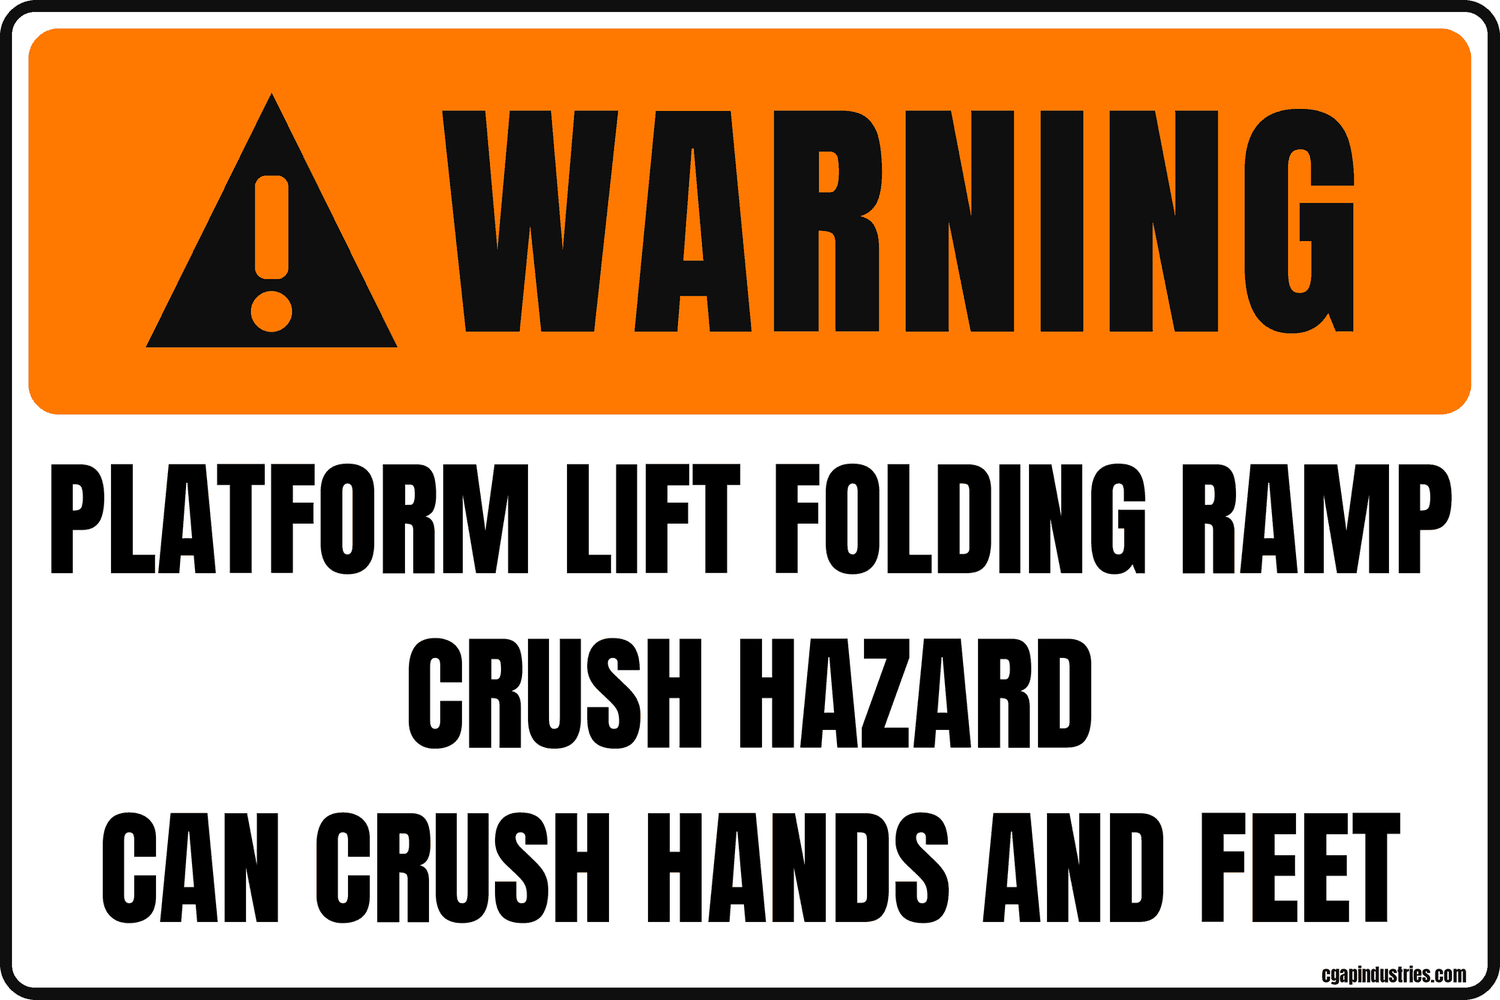 WARNING
PLATFORM LIFT FOLDING RAMP
CRUSH HAZARD
CAN CRUSH HANDS AND FEET
cgapindustries.com